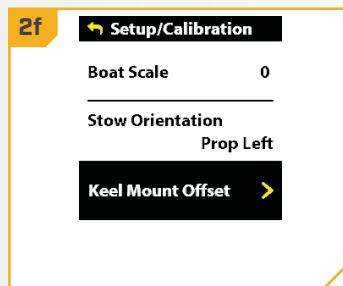 2f
Setup/Calibration
Boat Scale 0
Stow Orientation
Prop Left
Keel Mount Offset >